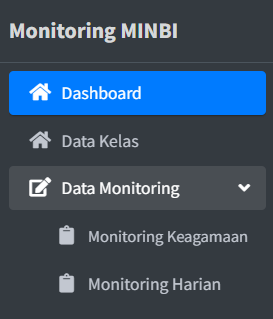 Monitoring MINBI
Dashboard
Data Kelas
Data Monitoring
Monitoring Keagamaan
Monitoring Harian